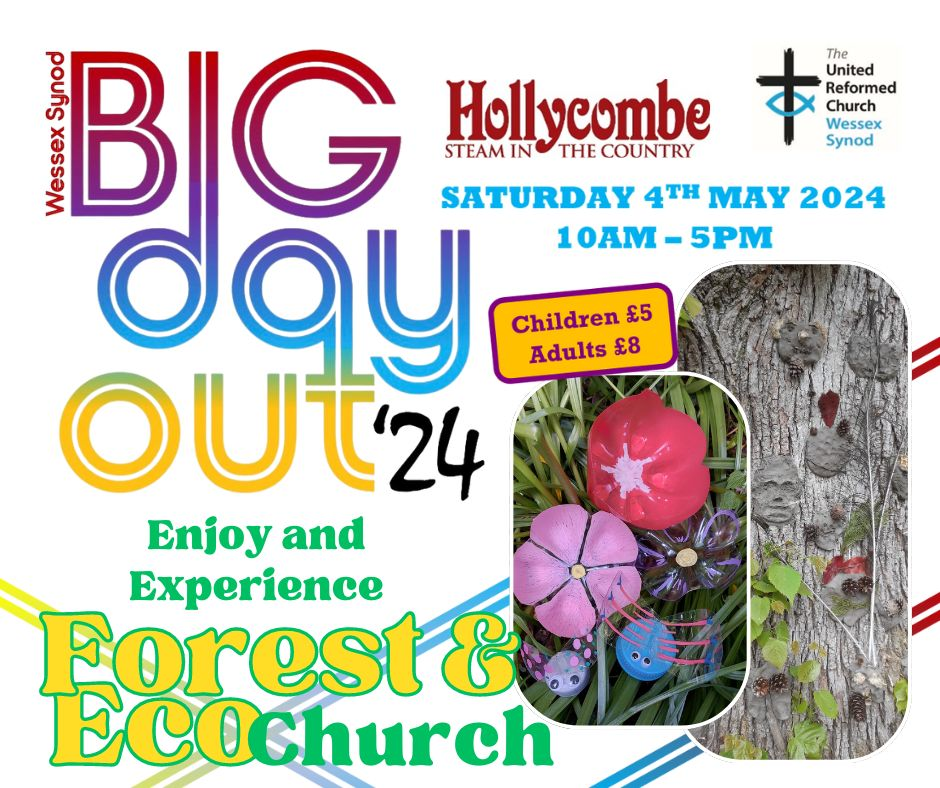 Wessex Synod
BIG
day
out '24
Hollycombe
STEAM IN THE COUNTRY
The
United
Reformed
Church
Wessex
Synod
SATURDAY 4TH MAY 2024
10AM – 5PM
Children £5
Adults £8
Enjoy and
Experience
Forest &
Eco Church